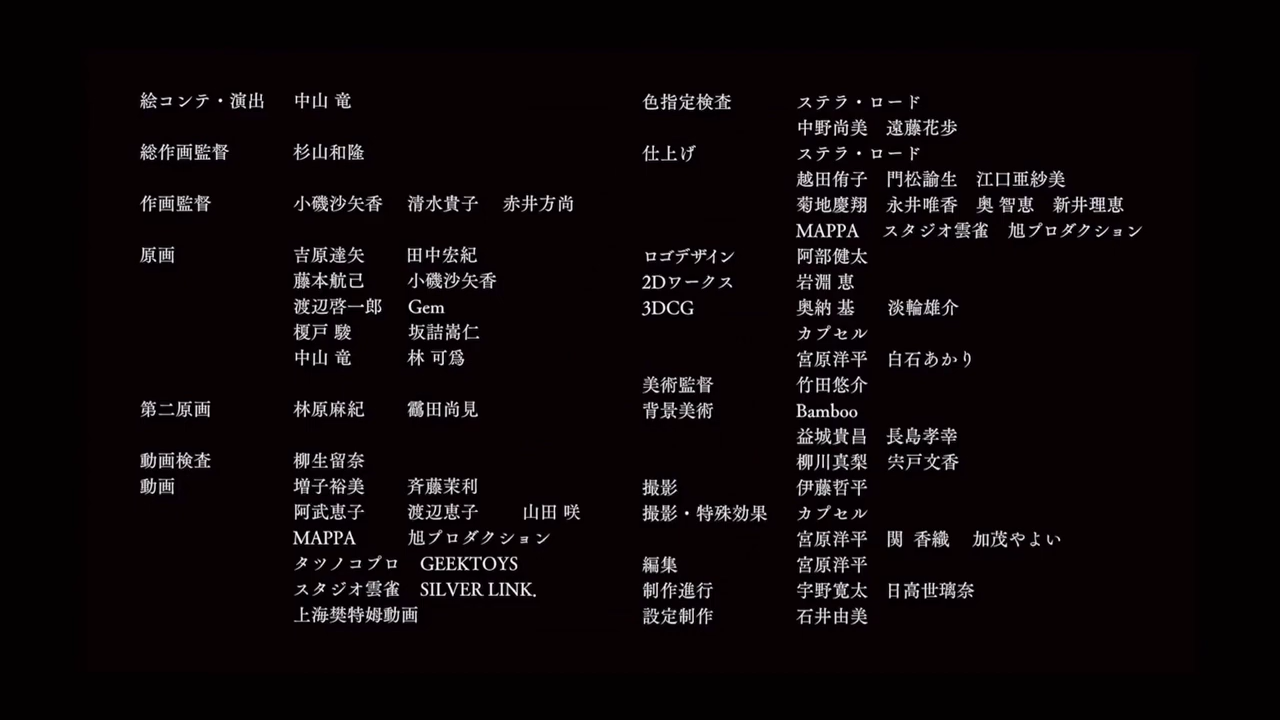 絵コンテ・演出 中山 竜
総作画監督 杉山和隆
作画監督 小磯沙矢香 清水貴子 赤井方尚
原画 吉原達矢 田中宏紀
藤本航己 小磯沙矢香
渡辺啓一郎 Gem
榎戸 駿 坂詰嵩仁
中山 竜 林 可爲
第二原画 林原麻紀 靏田尚見
動画検査 柳生留奈
動画 増子裕美 斉藤茉利
阿武恵子 渡辺恵子 山田 咲
MAPPA 旭プロダクション
タツノコプロ GEEKTOYS
スタジオ雲雀 SILVER LINK.
上海樊特姆動画
色指定検査 ステラ・ロード
中野尚美 遠藤花歩
仕上げ ステラ・ロード
越田侑子 門松諭生 江口亜紗美
菊地慶翔 永井唯香 奥 智恵 新井理恵
MAPPA スタジオ雲雀 旭プロダクション
ロゴデザイン 阿部健太
2Dワークス 岩淵 恵
3DCG 奥納 基 淡輪雄介
カプセル
宮原洋平 白石あかり
美術監督 竹田悠介
背景美術 Bamboo
益城貴昌 長島孝幸
柳川真梨 宍戸文香
撮影 伊藤哲平
撮影・特殊効果 カプセル
宮原洋平 関 香織 加茂やよい
編集 宮原洋平
制作進行 宇野寛太 日高世璃奈
設定制作 石井由美